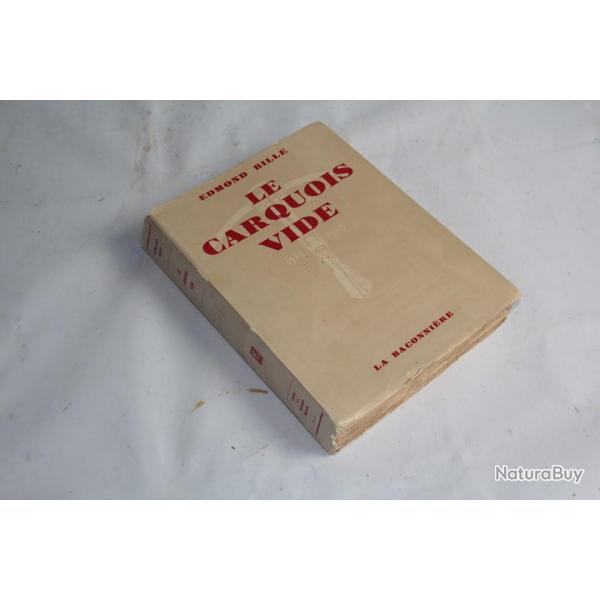 EDMOND BILLE
LE
CARQUOIS
VIDE
LA BACONNIÈRE
NaturaBuy